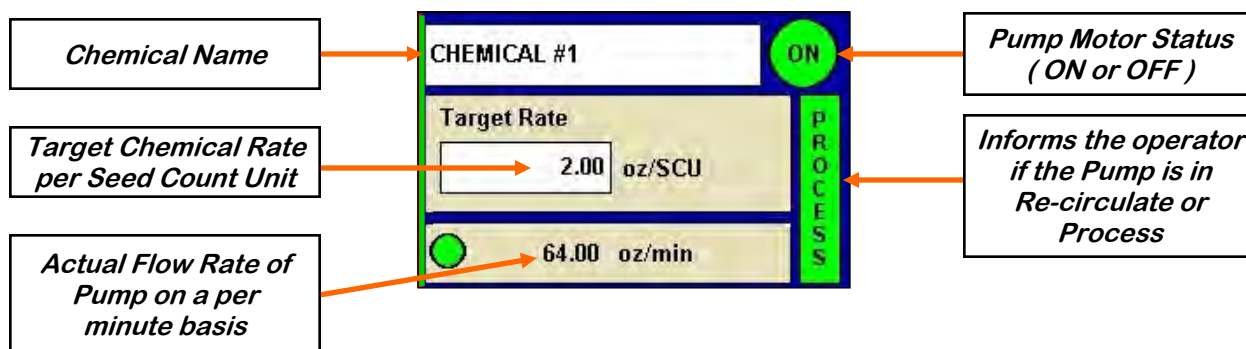 Chemical Name
Target Chemical Rate
per Seed Count Unit
Actual Flow Rate of
Pump on a per
minute basis
CHEMICAL #1
ON
Target Rate
2.00 oz/SCU
64.00 oz/min
PROCESS
Pump Motor Status
( ON or OFF )
Informs the operator
if the Pump is in
Re-circulate or
Process